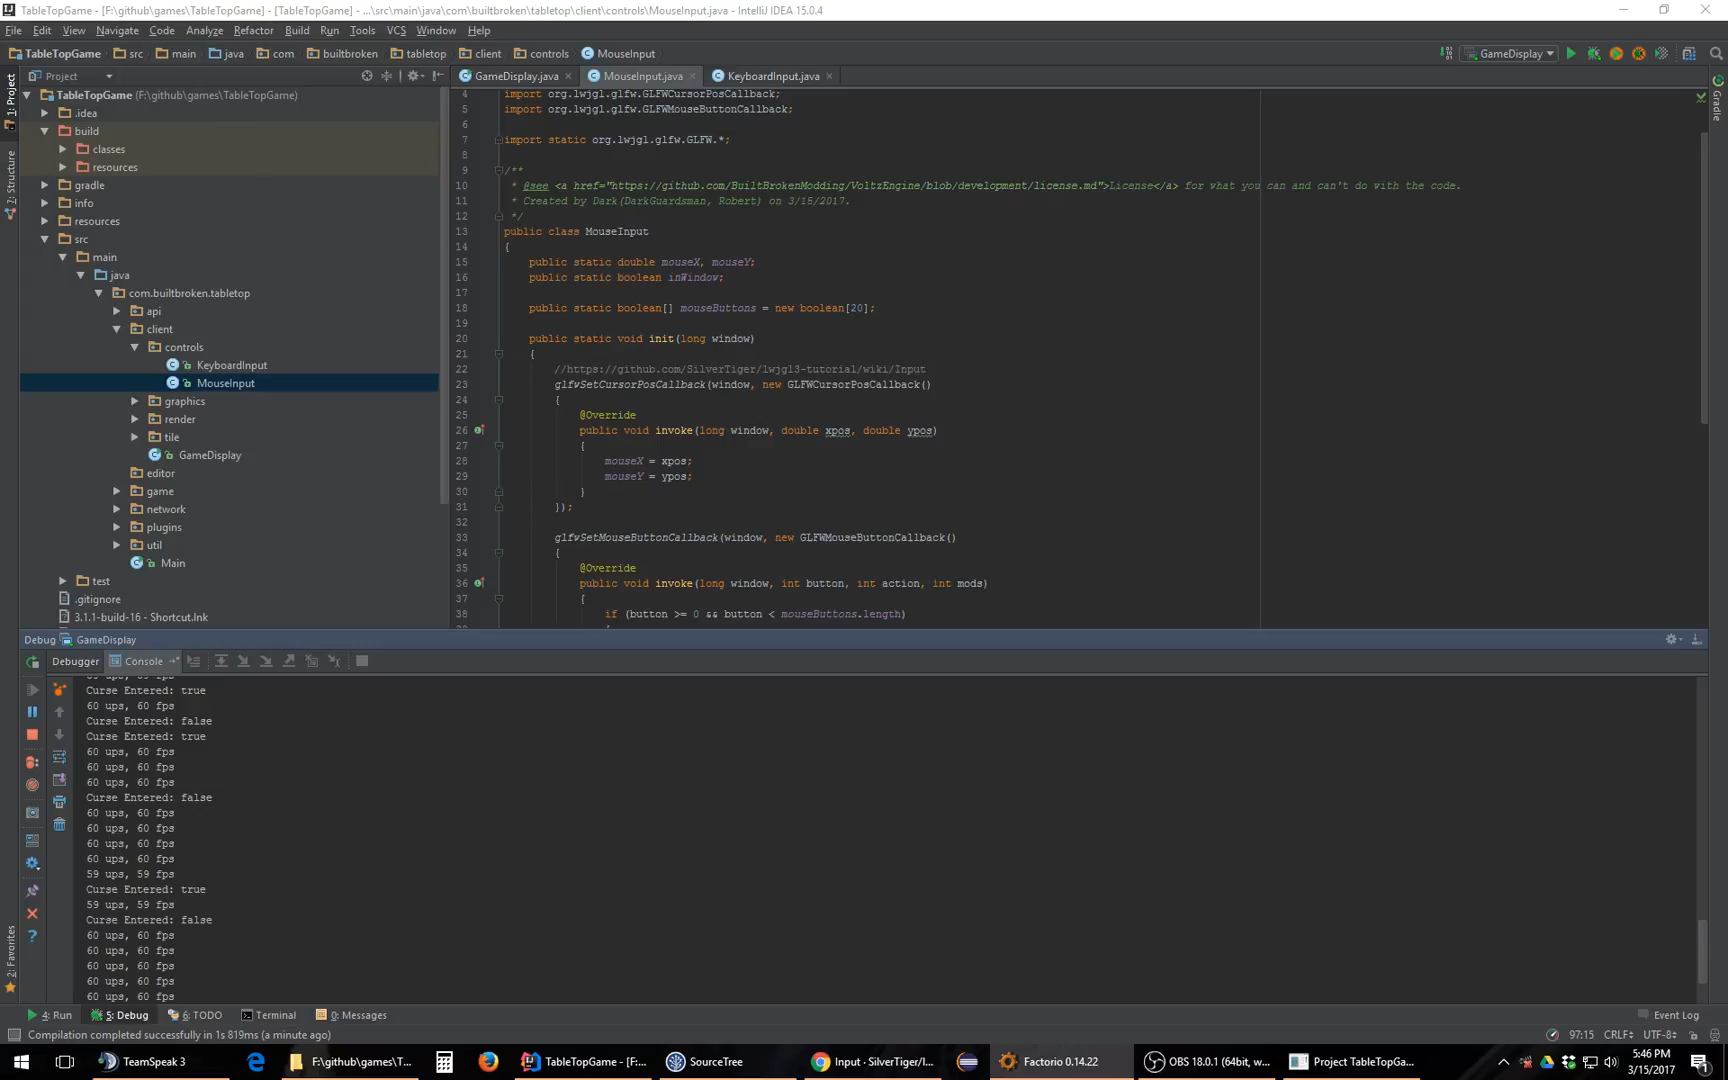 TableTopGame - [F:\github\games\TableTopGame] - [TableTopGame] - ...\src\main\java\com\builtbroken\tabletop\client\controls\MouseInput.java - IntelliJ IDEA 15.0.4
File Edit View Navigate Code Analyze Refactor Build Run Tools VCS Window Help
TableTopGame src main java com builtbroken tabletop client controls MouseInput
GameDisplay
1: Project
Project
GameDisplay.java MouseInput.java KeyboardInput.java
Gradle
TableTopGame (F:\github\games\TableTopGame)
.idea
build
classes
resources
gradle
info
resources
src
main
java
com.builtbroken.tabletop
api
client
controls
KeyboardInput
MouseInput
graphics
render
tile
GameDisplay
editor
game
network
plugins
util
Main
test
.gitignore
3.1.1-build-16 - Shortcut.lnk
Z: Structure
4 import org.lwjgl.glfw.GLFWCursorPosCallback;
5 import org.lwjgl.glfw.GLFWMouseButtonCallback;
6
7 import static org.lwjgl.glfw.GLFW.*;
8
9 /**
10 * @see <a href="https://github.com/BuiltBrokenModding/VoltzEngine/blob/development/license.md">License</a> for what you can and can't do with the code.
11 * Created by Dark(DarkGuardsman, Robert) on 3/15/2017.
12 */
13 public class MouseInput
14 {
15 public static double mouseX, mouseY;
16 public static boolean inWindow;
17
18 public static boolean[] mouseButtons = new boolean[20];
19
20 public static void init(long window)
21 {
22 //https://github.com/SilverTiger/lwjgl3-tutorial/wiki/Input
23 glfwSetCursorPosCallback(window, new GLFWCursorPosCallback()
24 {
25 @Override
26 public void invoke(long window, double xpos, double ypos)
27 {
28 mouseX = xpos;
29 mouseY = ypos;
30 }
31 });
32
33 glfwSetMouseButtonCallback(window, new GLFWMouseButtonCallback()
34 {
35 @Override
36 public void invoke(long window, int button, int action, int mods)
37 {
38 if (button >= 0 && button < mouseButtons.length)
Debug GameDisplay
Debugger Console
Curse Entered: true
60 ups, 60 fps
Curse Entered: false
Curse Entered: true
60 ups, 60 fps
60 ups, 60 fps
60 ups, 60 fps
Curse Entered: false
60 ups, 60 fps
60 ups, 60 fps
60 ups, 60 fps
60 ups, 60 fps
59 ups, 59 fps
Curse Entered: true
59 ups, 59 fps
Curse Entered: false
60 ups, 60 fps
60 ups, 60 fps
60 ups, 60 fps
60 ups, 60 fps
60 ups, 60 fps
2: Favorites
4: Run 5: Debug 6: TODO Terminal 0: Messages Event Log
Compilation completed successfully in 1s 819ms (a minute ago) 97:15 CRLF UTF-8
TeamSpeak 3 F:\github\games\T... TableTopGame - [F:... SourceTree Input · SilverTiger/l... Factorio 0.14.22 OBS 18.0.1 (64bit, w... Project TableTopGa...
5:46 PM
3/15/2017